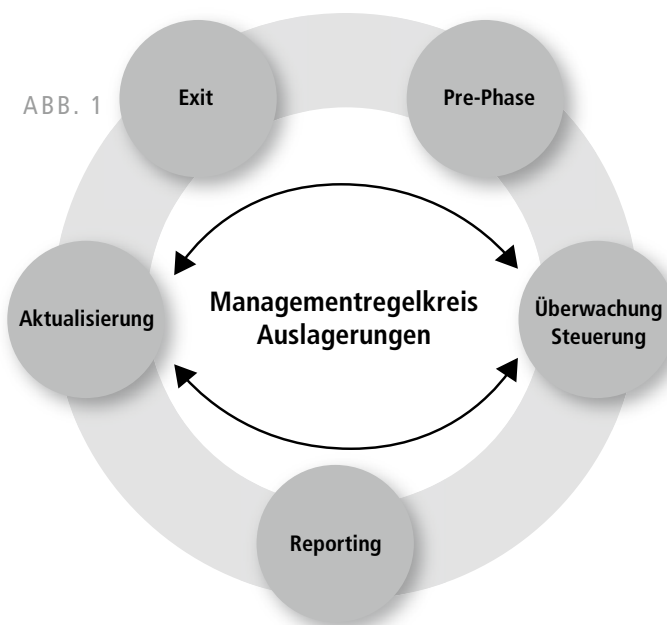 ABB. 1
Exit
Pre-Phase
Aktualisierung
Managementregelkreis
Auslagerungen
Überwachung
Steuerung
Reporting